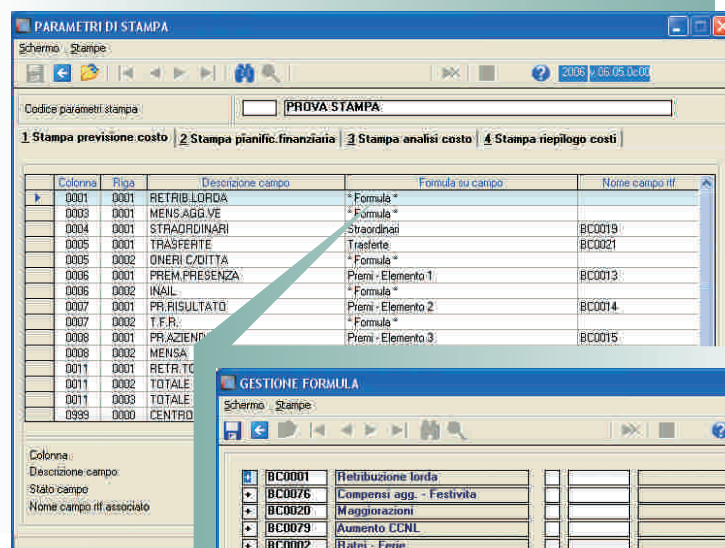 PARAMETRI DI STAMPA
Schermo Stampe
2006 v.06.05.0c00
Codice parametri stampa PROVA STAMPA
1 Stampa previsione costo 2 Stampa pianific.finanziaria 3 Stampa analisi costo 4 Stampa riepilogo costi
Colonna Riga Descrizione campo Formula su campo Nome campo rtf
0001 0001 RETRIB.LORDA * Formula *
0003 0001 MENS.AGG.VE * Formula *
0004 0001 STRAORDINARI Straordinari BC0019
0005 0001 TRASFERTE Trasferte BC0021
0005 0002 ONERI C/DITTA * Formula *
0006 0001 PREM.PRESENZA Premi - Elemento 1 BC0013
0006 0002 INAIL * Formula *
0007 0001 PR.RISULTATO Premi - Elemento 2 BC0014
0007 0002 T.F.R. * Formula *
0008 0001 PR.AZIEND Premi - Elemento 3 BC0015
0008 0002 MENSA
0011 0001 RETR.TO
0011 0002 TOTALE
0011 0003 TOTALE
0999 0000 CENTRO
Colonna
Descrizione campo
Stato campo
Nome campo rtf associato
GESTIONE FORMULA
Schermo Stampe
+ BC0001 Retribuzione lorda
+ BC0076 Compensi agg. - Festivita
+ BC0020 Maggiorazioni
+ BC0079 Aumento CCNL
+ BC0002 Ratei - Ferie